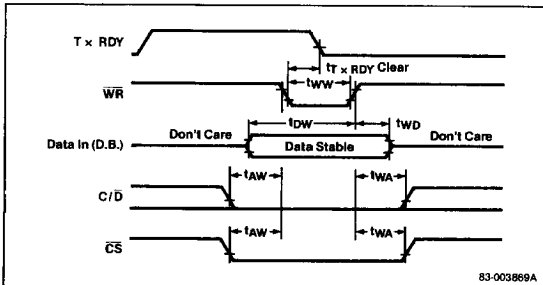 T × RDY
tT × RDY Clear
WR
tWW
tDW
tWD
Don't Care
Don't Care
Data In (D.B.)
Data Stable
tAW
tWA
C/D
tAW
tWA
CS
83-003869A